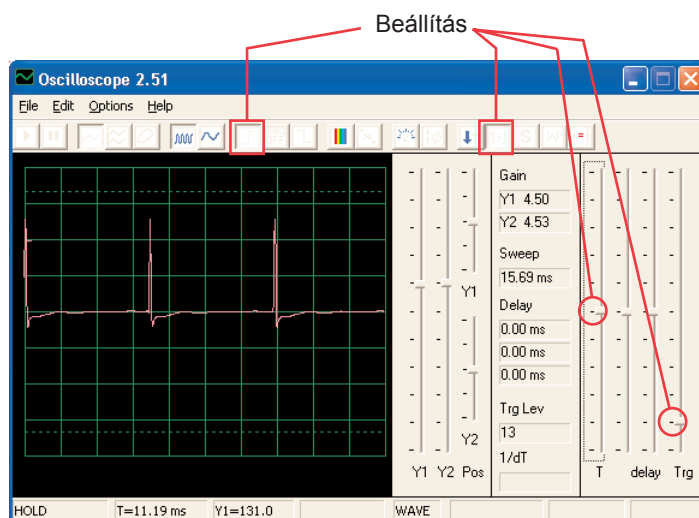 Beállítás
Oscilloscope 2.51
File Edit Options Help
Gain
Y1 4.50
Y2 4.53
Sweep
15.69 ms
Y1
Delay
0.00 ms
0.00 ms
0.00 ms
Trg Lev
13
Y2
1/dT
Y1 Y2 Pos
T delay Trg
HOLD T=11.19 ms Y1=131.0 WAVE